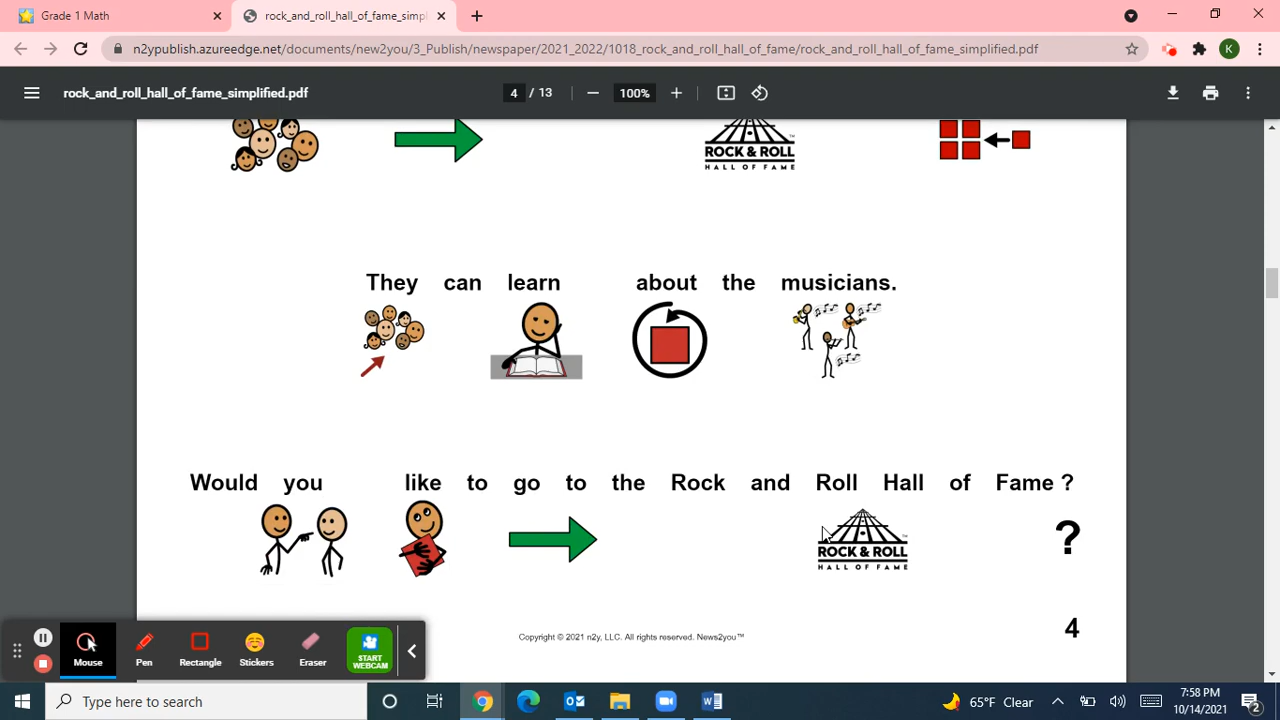 Grade 1 Math
rock_and_roll_hall_of_fame_simpl
n2ypublish.azureedge.net/documents/new2you/3_Publish/newspaper/2021_2022/1018_rock_and_roll_hall_of_fame/rock_and_roll_hall_of_fame_simplified.pdf
K
rock_and_roll_hall_of_fame_simplified.pdf
4 / 13
100%
ROCK & ROLL
HALL OF FAME
They can learn about the musicians.
Would you like to go to the Rock and Roll Hall of Fame ?
ROCK & ROLL
HALL OF FAME
?
Copyright © 2021 n2y, LLC. All rights reserved. News2you™
4
Mouse
Pen
Rectangle
Stickers
Eraser
START WEBCAM
Type here to search
65°F Clear
7:58 PM
10/14/2021
2